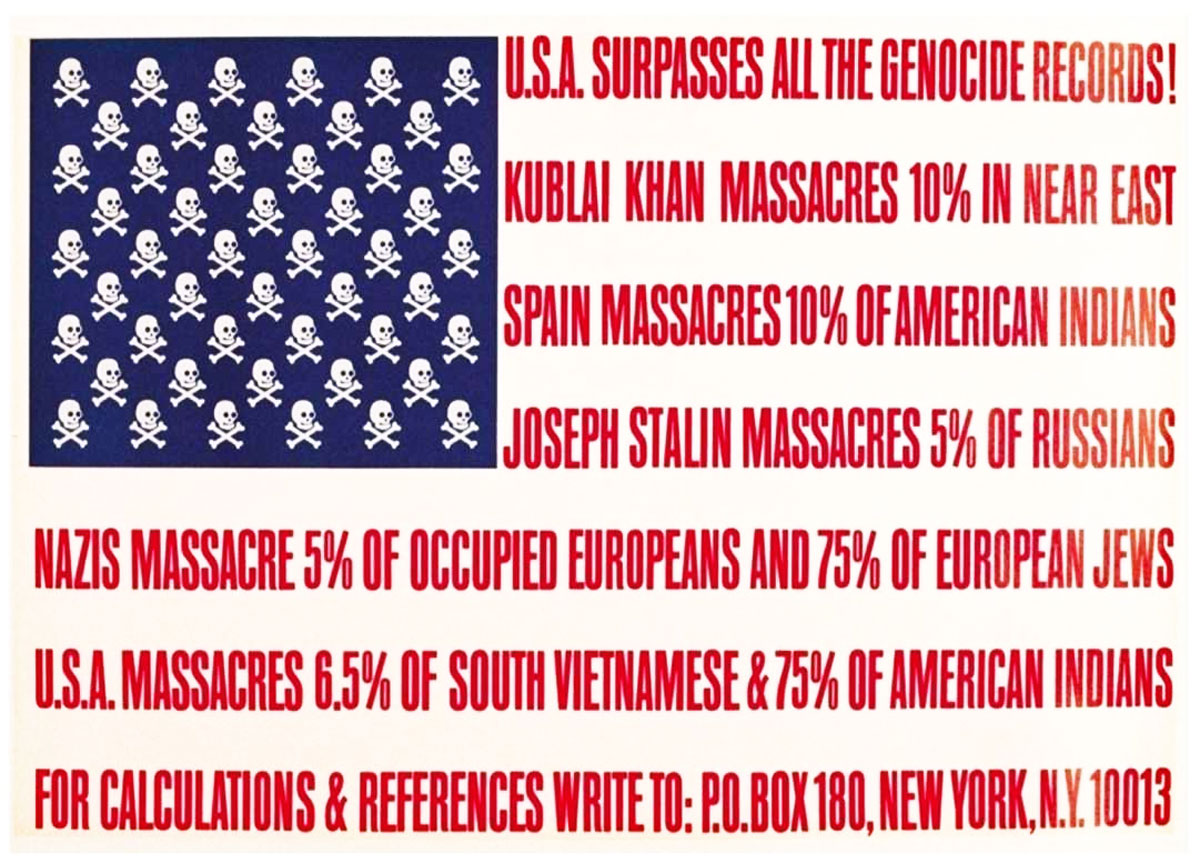 U.S.A. SURPASSES ALL THE GENOCIDE RECORDS!
KUBLAI KHAN MASSACRES 10% IN NEAR EAST
SPAIN MASSACRES 10% OF AMERICAN INDIANS
JOSEPH STALIN MASSACRES 5% OF RUSSIANS
NAZIS MASSACRE 5% OF OCCUPIED EUROPEANS AND 75% OF EUROPEAN JEWS
U.S.A. MASSACRES 6.5% OF SOUTH VIETNAMESE & 75% OF AMERICAN INDIANS
FOR CALCULATIONS & REFERENCES WRITE TO: P.O. BOX 180, NEW YORK, N.Y. 10013